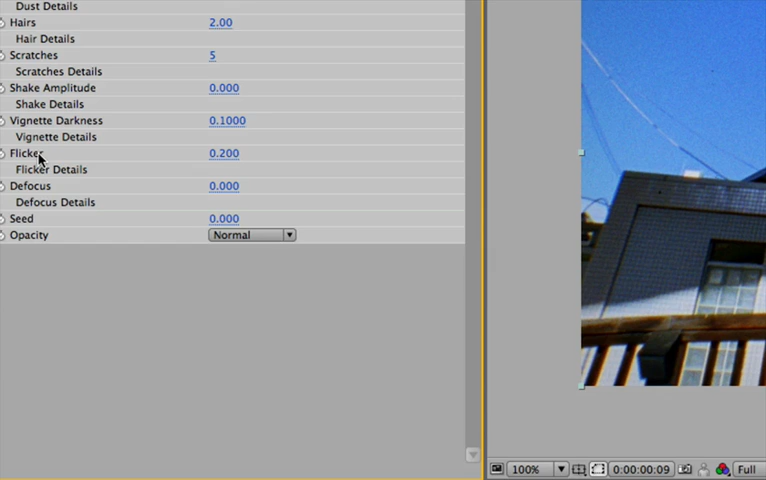 Dust Details
Hairs 2.00
Hair Details
Scratches 5
Scratches Details
Shake Amplitude 0.000
Shake Details
Vignette Darkness 0.1000
Vignette Details
Flicker 0.200
Flicker Details
Defocus 0.000
Defocus Details
Seed 0.000
Opacity Normal
100% 0:00:00:09 Full